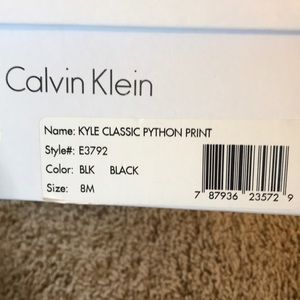 Calvin Klein
Name: KYLE CLASSIC PYTHON PRINT
Style#: E3792
Color: BLK BLACK
Size: 8M
7 87936 23572 9